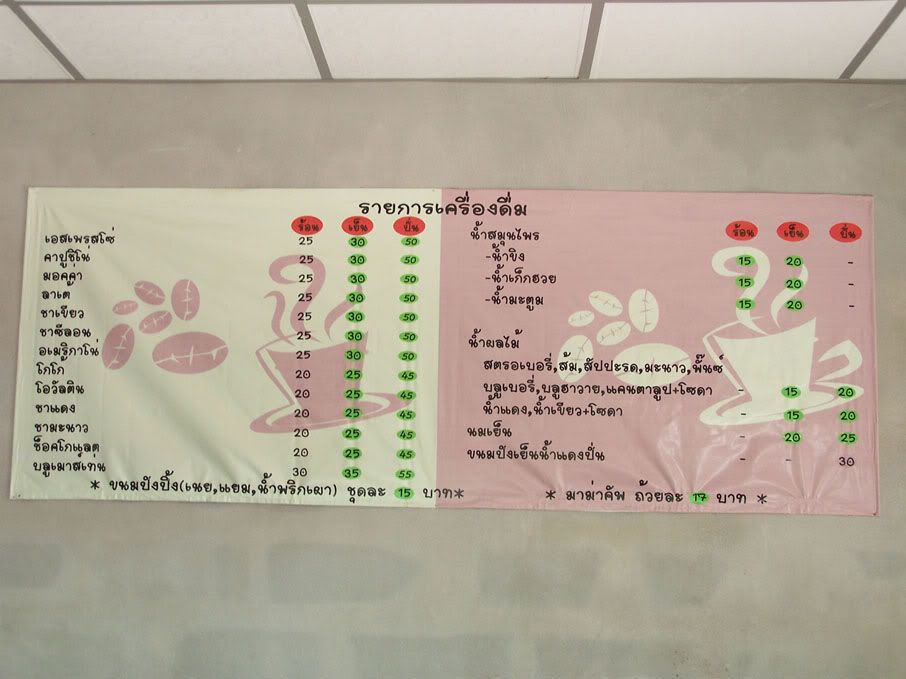 รายการเครื่องดื่ม
ร้อน เย็น ปั่น
เอสเพรสโซ่ 25 30 50
คาปูชิโน่ 25 30 50
มอคค่า 25 30 50
ลาเต้ 25 30 50
ชาเขียว 25 30 50
ชาซีลอน 25 30 50
อเมริกาโน่ 25 30 50
โกโก้ 20 25 45
โอวัลติน 20 25 45
ชาแดง 20 25 45
ชามะนาว 20 25 45
ช็อคโกแลต 20 25 45
บลูเม้าสเทน 30 35 55
* ขนมปังปิ้ง(เนย,แยม,น้ำพริกเผา) ชุดละ 15 บาท*
ร้อน เย็น ปั่น
น้ำสมุนไพร
-น้ำขิง 15 20 -
-น้ำเก็กฮวย 15 20 -
-น้ำมะตูม 15 20 -
น้ำผลไม้
สตรอเบอรี่,ส้ม,สัปปะรด,มะนาว,พั้นซ์
บลูเบอรี่,บลูฮาวาย,แคนตาลูป+โซดา - 15 20
น้ำแดง,น้ำเขียว+โซดา - 15 20
นมเย็น - 20 25
ขนมปังเย็นน้ำแดงปั่น - - 30
* มาม่าคัพ ถ้วยละ 17 บาท *